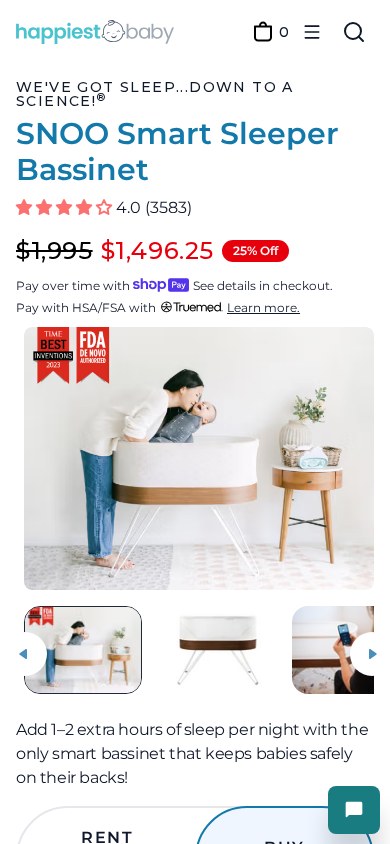 happiest baby
0
WE'VE GOT SLEEP...DOWN TO A
SCIENCE!®
SNOO Smart Sleeper
Bassinet
4.0 (3583)
$1,995 $1,496.25 25% Off
Pay over time with shop Pay See details in checkout.
Pay with HSA/FSA with Truemed. Learn more.
TIME
BEST
INVENTIONS
2023
FDA
DE NOVO
AUTHORIZED
Add 1–2 extra hours of sleep per night with the
only smart bassinet that keeps babies safely
on their backs!
RENT
BUY